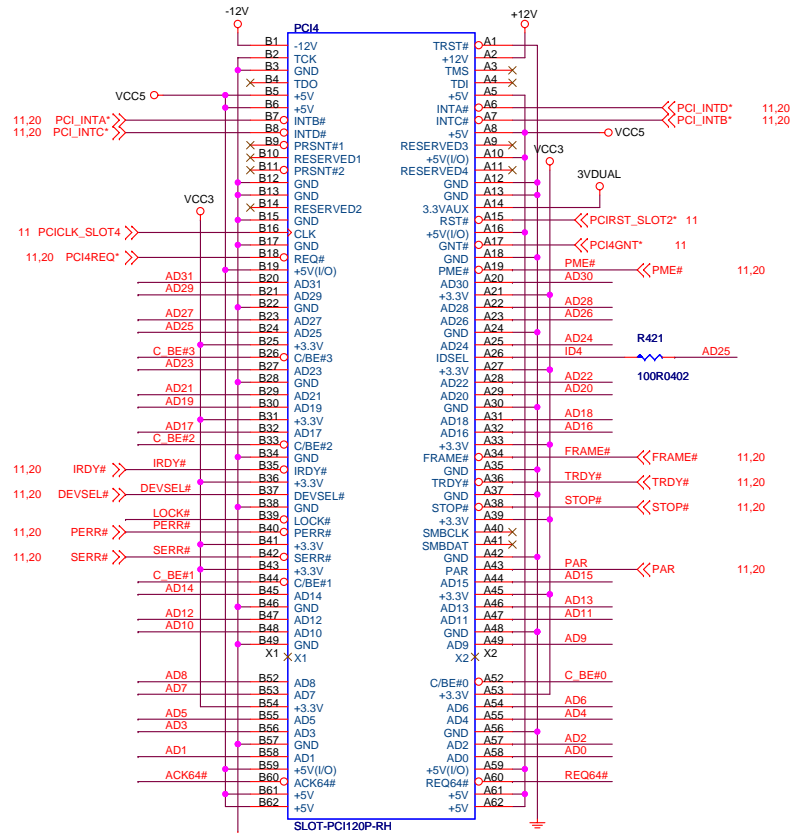 -12V +12V
PCI4
B1 -12V TRST# A1
B2 TCK +12V A2
B3 GND TMS A3
B4 TDO TDI A4
VCC5 B5 +5V +5V A5
B6 +5V INTA# A6 PCI_INTD* 11,20
11,20 PCI_INTA* B7 INTB# INTC# A7 PCI_INTB* 11,20
11,20 PCI_INTC* B8 INTD# +5V A8 VCC5
B9 PRSNT#1 RESERVED3 A9
B10 RESERVED1 +5V(I/O) A10 VCC3
B11 PRSNT#2 RESERVED4 A11
B12 GND GND A12
B13 GND GND A13 3VDUAL
VCC3 B14 RESERVED2 3.3VAUX A14
B15 GND RST# A15 PCIRST_SLOT2* 11
11 PCICLK_SLOT4 B16 CLK +5V(I/O) A16
B17 GND GNT# A17 PCI4GNT* 11
11,20 PCI4REQ* B18 REQ# GND A18
B19 +5V(I/O) PME# A19 PME# 11,20
AD31 B20 AD31 AD30 A20 AD30
AD29 B21 AD29 +3.3V A21
B22 GND AD28 A22 AD28
AD27 B23 AD27 AD26 A23 AD26
AD25 B24 AD25 GND A24
B25 +3.3V AD24 A25 AD24 R421
C_BE#3 B26 C/BE#3 IDSEL A26 ID4 AD25
AD23 B27 AD23 +3.3V A27
B28 GND AD22 A28 AD22 100R0402
AD21 B29 AD21 AD20 A29 AD20
AD19 B30 AD19 GND A30
B31 +3.3V AD18 A31 AD18
AD17 B32 AD17 AD16 A32 AD16
C_BE#2 B33 C/BE#2 +3.3V A33
B34 GND FRAME# A34 FRAME# FRAME# 11,20
11,20 IRDY# IRDY# B35 IRDY# GND A35
B36 +3.3V TRDY# A36 TRDY# TRDY# 11,20
11,20 DEVSEL# DEVSEL# B37 DEVSEL# GND A37
B38 GND STOP# A38 STOP# STOP# 11,20
LOCK# B39 LOCK# +3.3V A39
11,20 PERR# PERR# B40 PERR# SMBCLK A40
B41 +3.3V SMBDAT A41
11,20 SERR# SERR# B42 SERR# GND A42
B43 +3.3V PAR A43 PAR PAR 11,20
C_BE#1 B44 C/BE#1 AD15 A44 AD15
AD14 B45 AD14 +3.3V A45
B46 GND AD13 A46 AD13
AD12 B47 AD12 AD11 A47 AD11
AD10 B48 AD10 GND A48
B49 GND AD9 A49 AD9
X1 X1 X2 X2
AD8 B52 AD8 C/BE#0 A52 C_BE#0
AD7 B53 AD7 +3.3V A53
B54 +3.3V AD6 A54 AD6
AD5 B55 AD5 AD4 A55 AD4
AD3 B56 AD3 GND A56
B57 GND AD2 A57 AD2
AD1 B58 AD1 AD0 A58 AD0
B59 +5V(I/O) +5V(I/O) A59
ACK64# B60 ACK64# REQ64# A60 REQ64#
B61 +5V +5V A61
B62 +5V +5V A62
SLOT-PCI120P-RH